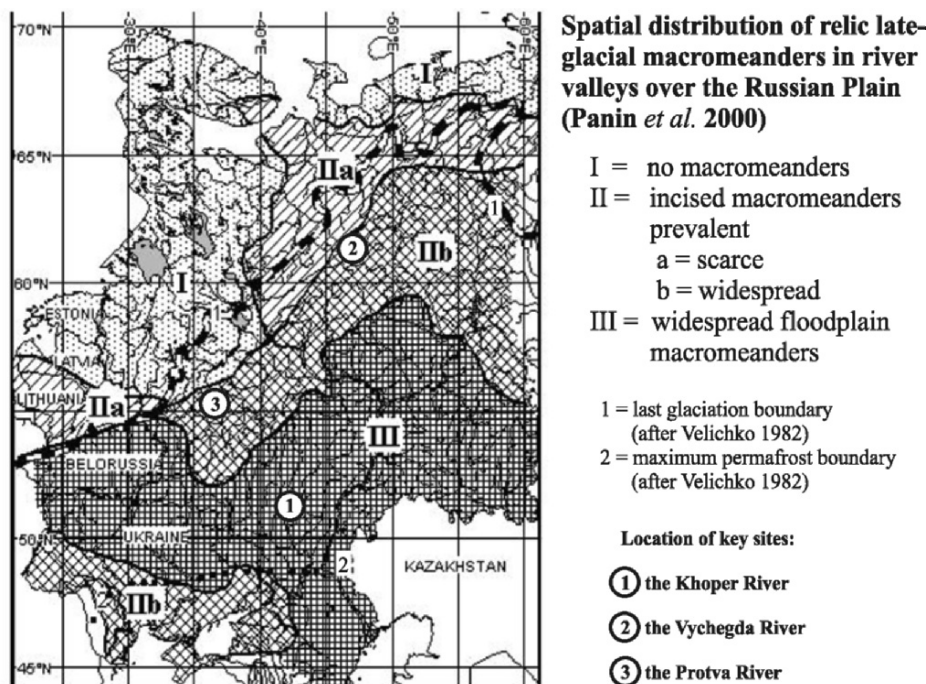 70°N
30°E
40°E
60°E
I
65°N
IIa
1
2
IIb
60°N
I
1
ESTONIA
LITHUANI
IIa
3
III
BELORUSSIA
1
50°N
UKRAINE
2
KAZAKHSTAN
2
IIb
45°N
Spatial distribution of relic late-
glacial macromeanders in river
valleys over the Russian Plain
(Panin et al. 2000)
I = no macromeanders
II = incised macromeanders
prevalent
a = scarce
b = widespread
III = widespread floodplain
macromeanders
1 = last glaciation boundary
(after Velichko 1982)
2 = maximum permafrost boundary
(after Velichko 1982)
Location of key sites:
1 the Khoper River
2 the Vychegda River
3 the Protva River